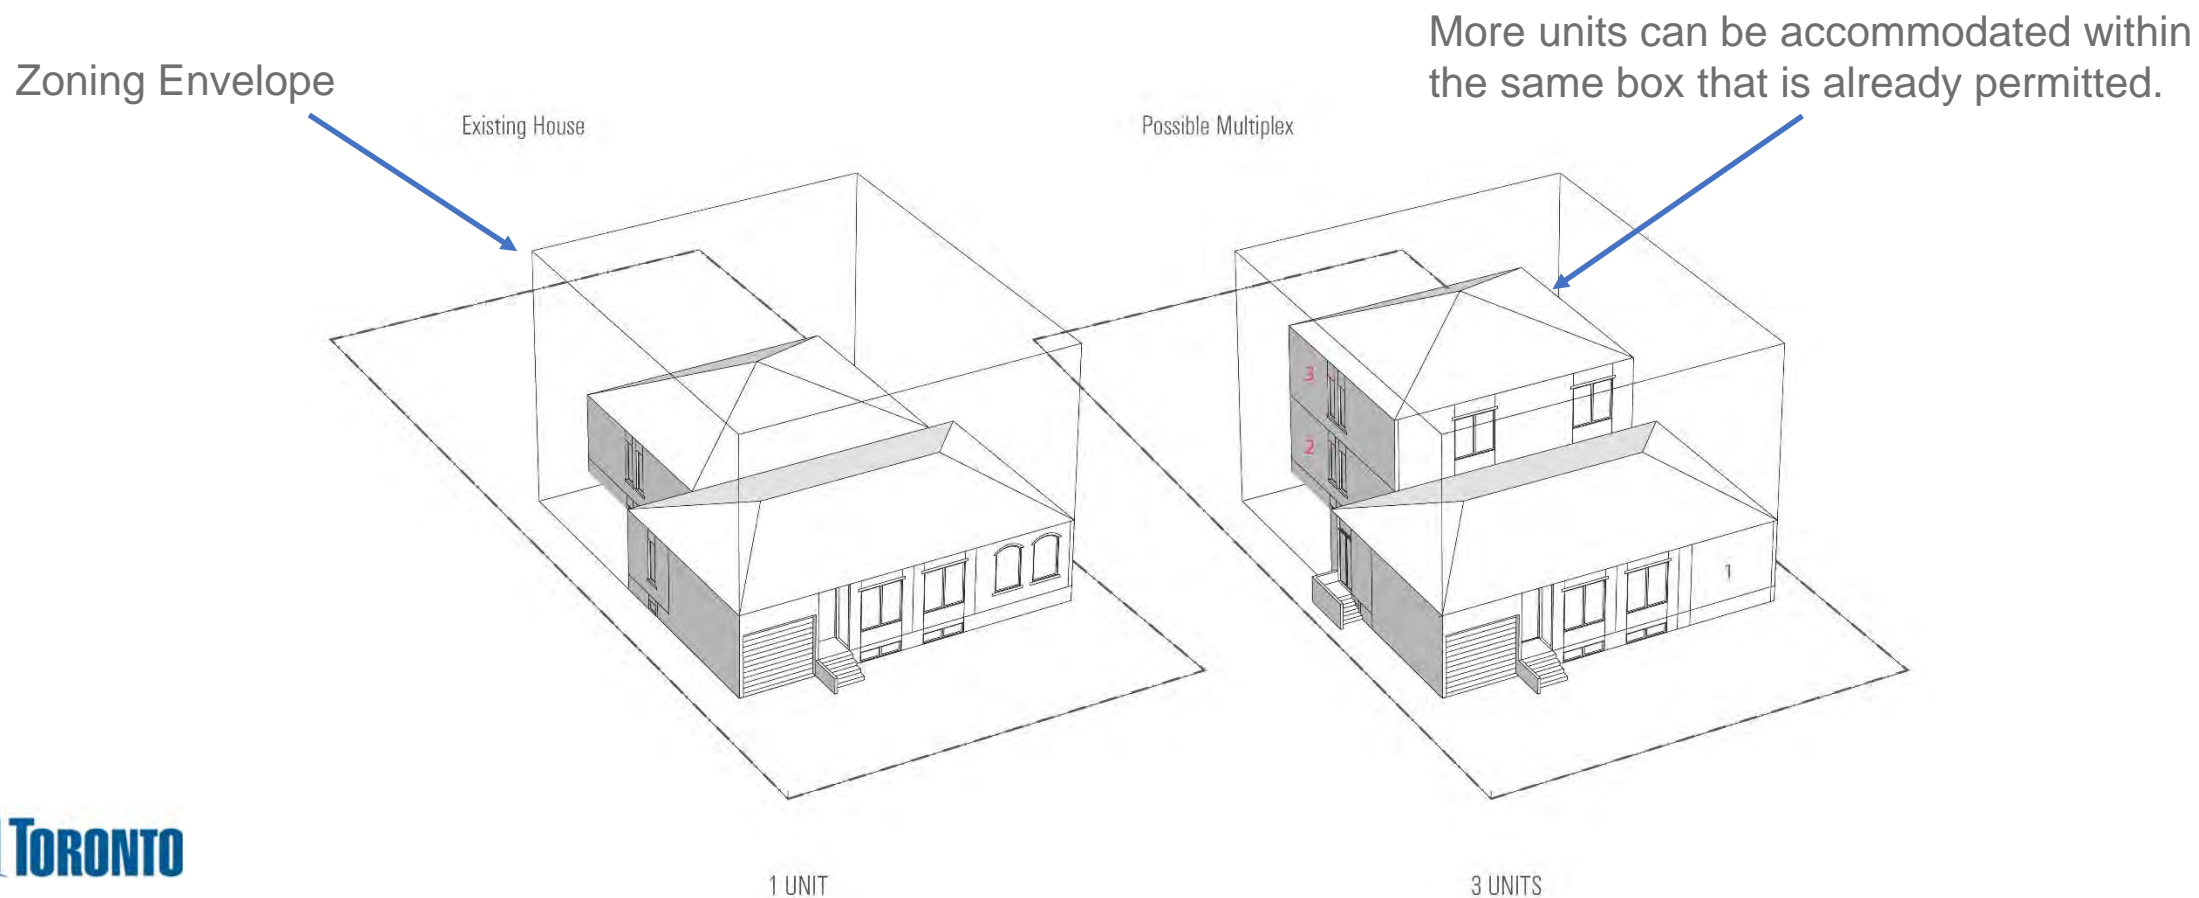 Zoning Envelope
More units can be accommodated within
the same box that is already permitted.
Existing House
Possible Multiplex
3
2
1
TORONTO
1 UNIT
3 UNITS